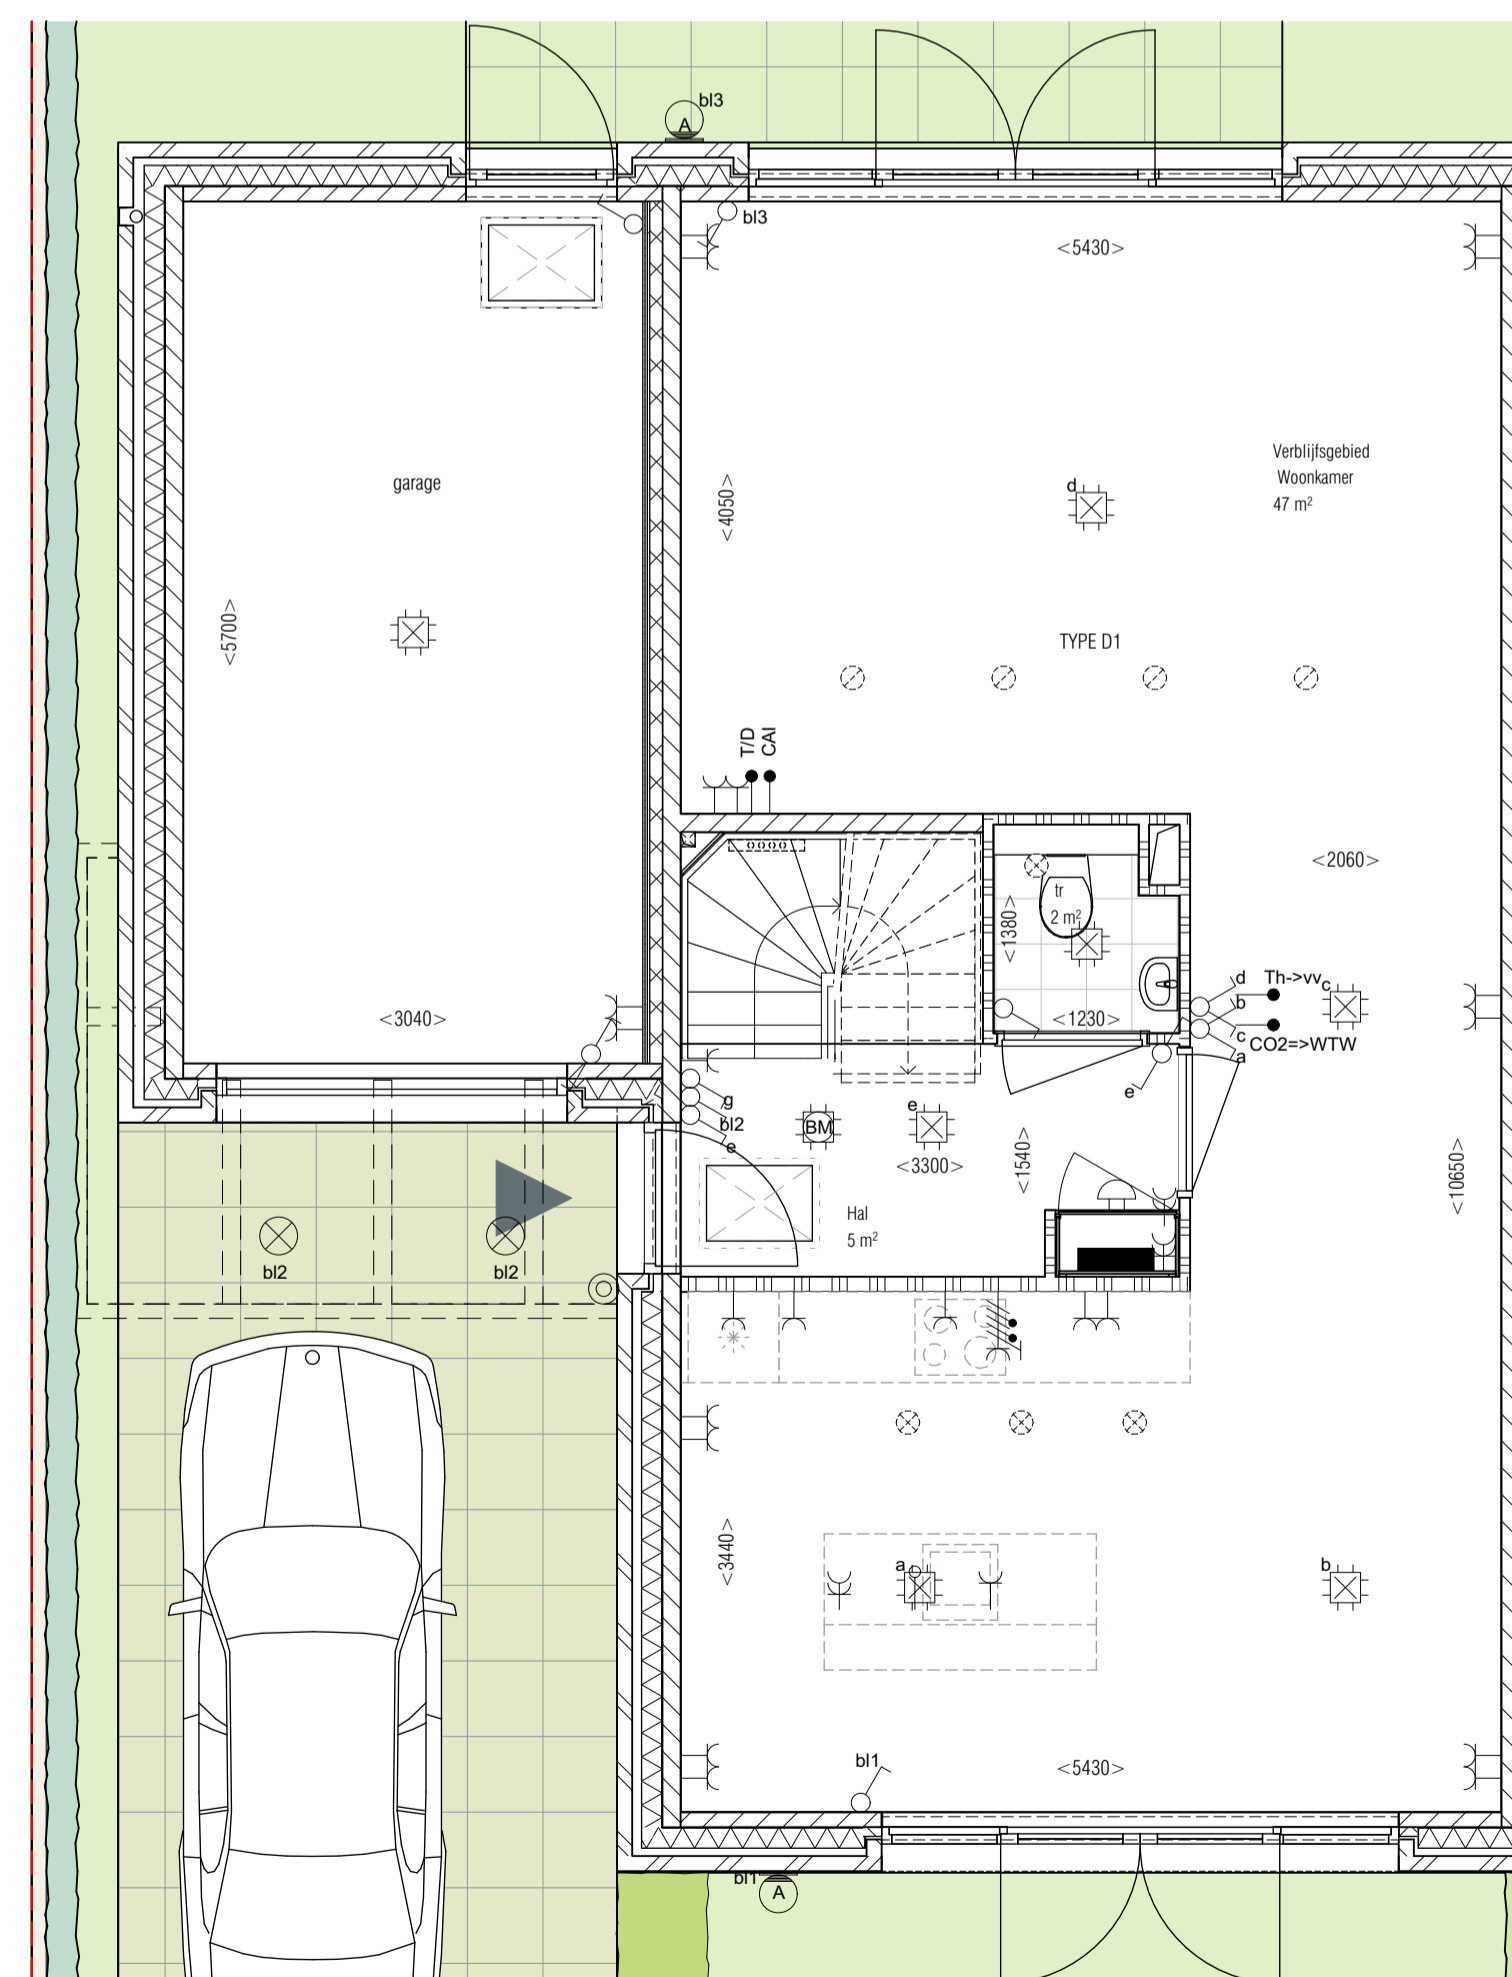 bl3
A
bl3
<5430>
Verblijfsgebied
Woonkamer
47 m²
garage
d
<4050>
<5700>
TYPE D1
T/D
CAI
<2060>
tr
2 m²
<1380>
d
Th->vv
c
b
<3040>
<1230>
c
CO2=>WTW
a
e
g
bl2
e
BM
e
<3300>
<1540>
<10650>
Hal
5 m²
bl2
bl2
<3440>
a
b
bl1
<5430>
bl1
A